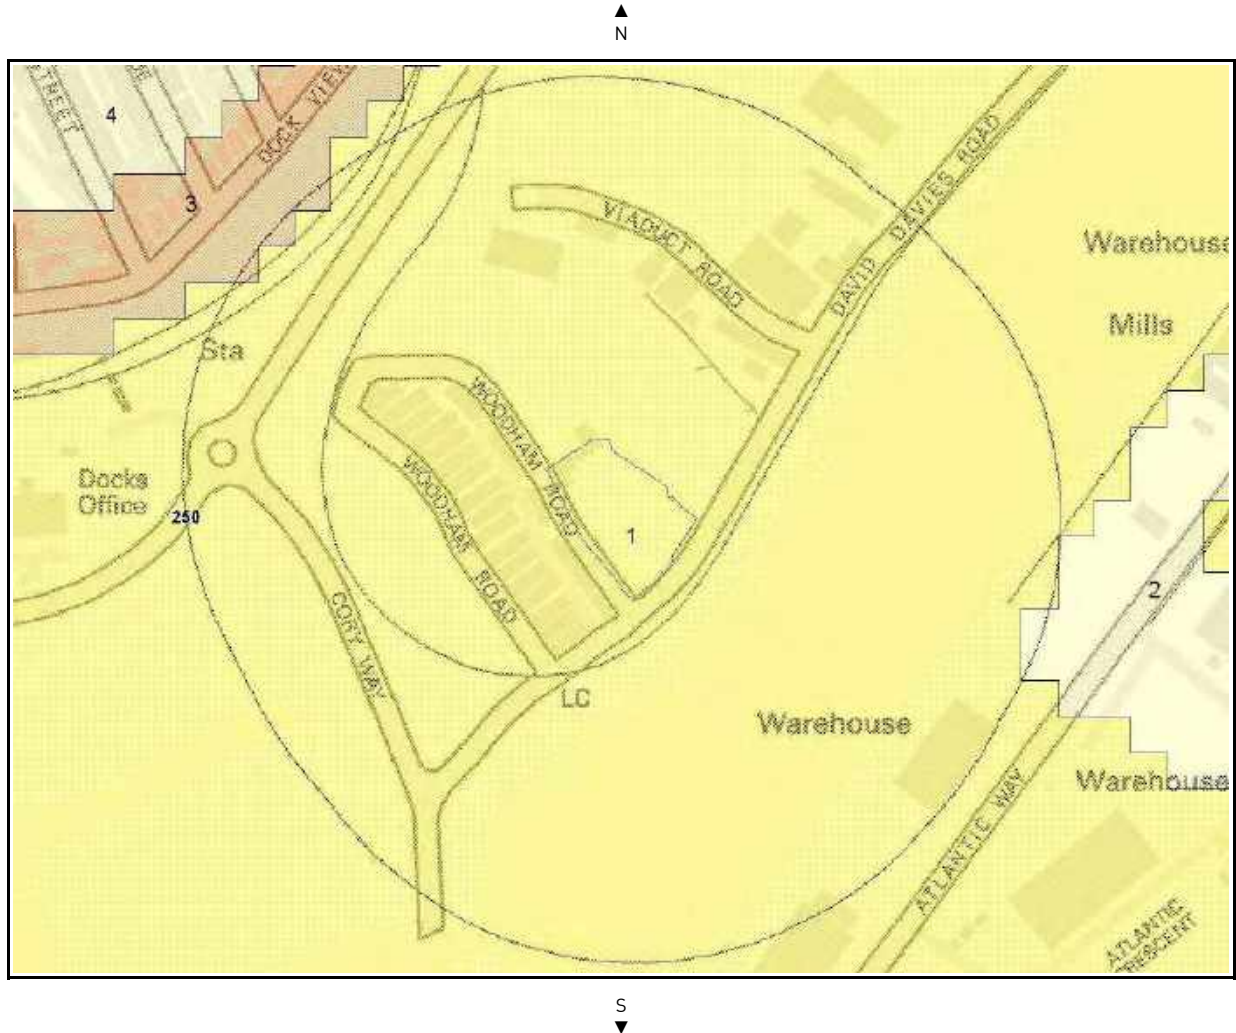 N
4
DOCK VIEW
3
DAVID DAVIES ROAD
VIADUCT ROAD
Warehouse
Mills
Sta
WOODHAM ROAD
WOODHAM ROAD
Docks
Office
250
1
2
CORY WAY
LC
Warehouse
Warehouse
ATLANTIC WAY
ATLANTIC
CRESCENT
S